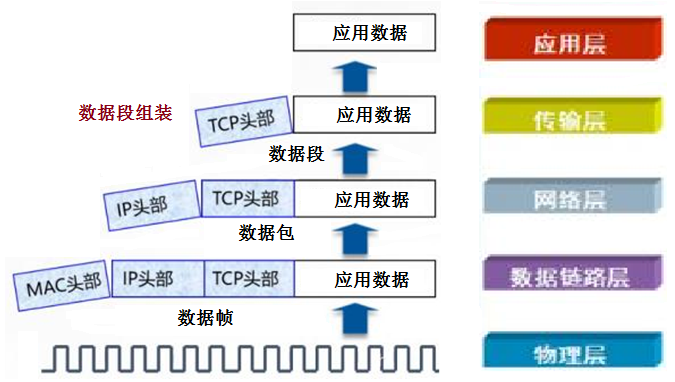 应用数据
应用层
数据段组装
TCP头部
应用数据
传输层
数据段
IP头部
TCP头部
应用数据
网络层
数据包
MAC头部
IP头部
TCP头部
应用数据
数据链路层
数据帧
物理层